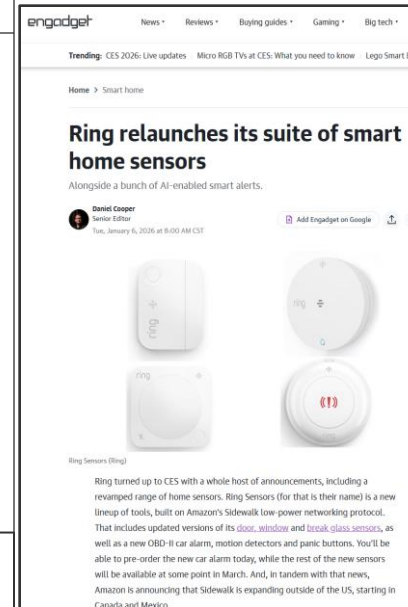 engadget News Reviews Buying guides Gaming Big tech
Trending: CES 2026: Live updates Micro RGB TVs at CES: What you need to know Lego Smart
Home > Smart home
Ring relaunches its suite of smart
home sensors
Alongside a bunch of AI-enabled smart alerts.
Daniel Cooper
Senior Editor
Tue, January 6, 2026 at 8:00 AM CST
Add Engadget on Google
ring
ring
ring
Ring Sensors (Ring)
Ring turned up to CES with a whole host of announcements, including a
revamped range of home sensors. Ring Sensors (for that is their name) is a new
lineup of tools, built on Amazon's Sidewalk low-power networking protocol.
That includes updated versions of its door, window and break glass sensors, as
well as a new OBD-II car alarm, motion detectors and panic buttons. You'll be
able to pre-order the new car alarm today, while the rest of the new sensors
will be available at some point in March. And, in tandem with that news,
Amazon is announcing that Sidewalk is expanding outside of the US, starting in
Canada and Mexico.